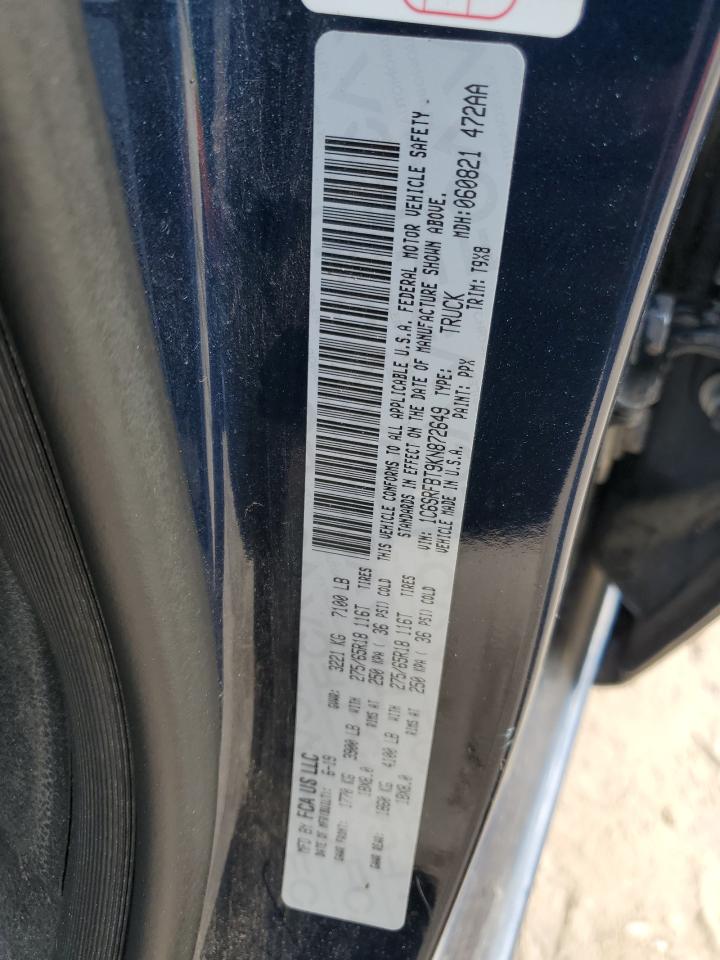 MFD BY FCA US LLC
DATE OF MFR 6-19 GVWR: 3221 KG 7100 LB
GAWR FRONT: 1770 KG 3900 LB WITH 275/65R18 116T TIRES
18X8.0 RIMS AT 250 KPA ( 36 PSI) COLD
GAWR REAR: 1860 KG 4100 LB WITH 275/65R18 116T TIRES
18X8.0 RIMS AT 250 KPA ( 36 PSI) COLD
THIS VEHICLE CONFORMS TO ALL APPLICABLE U.S.A. FEDERAL MOTOR VEHICLE SAFETY
STANDARDS IN EFFECT ON THE DATE OF MANUFACTURE SHOWN ABOVE.
VIN: 1C6SRFBT9KN872649 TYPE: TRUCK MDH:060821 472AA
VEHICLE MADE IN U.S.A. PAINT: PPX TRIM: T9X8